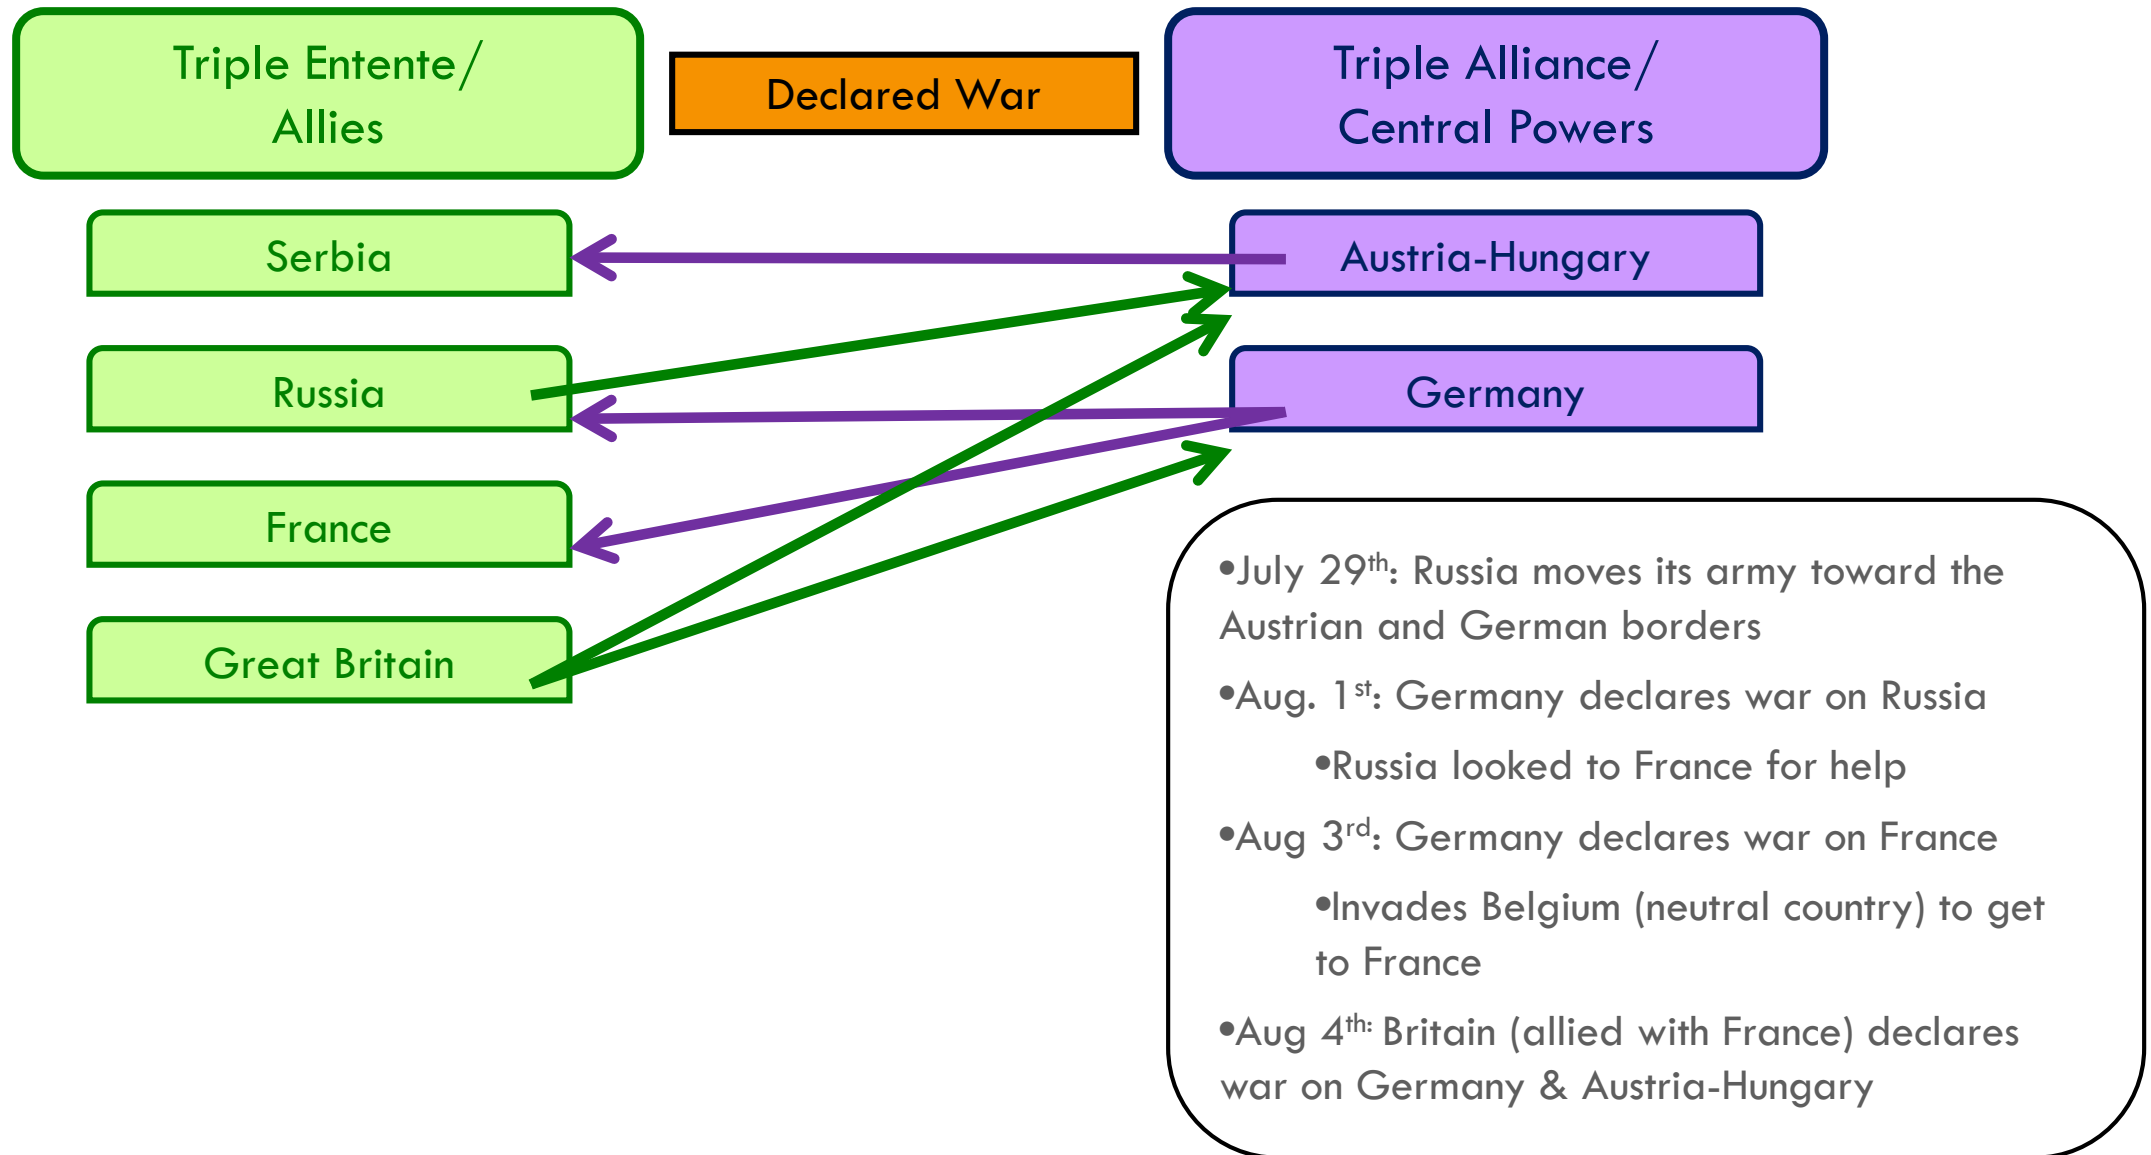 Triple Entente/
Allies
Declared War
Triple Alliance/
Central Powers
Serbia
Austria-Hungary
Russia
Germany
France
Great Britain
•July 29th: Russia moves its army toward the
Austrian and German borders
•Aug. 1st: Germany declares war on Russia
•Russia looked to France for help
•Aug 3rd: Germany declares war on France
•Invades Belgium (neutral country) to get
to France
•Aug 4th: Britain (allied with France) declares
war on Germany & Austria-Hungary